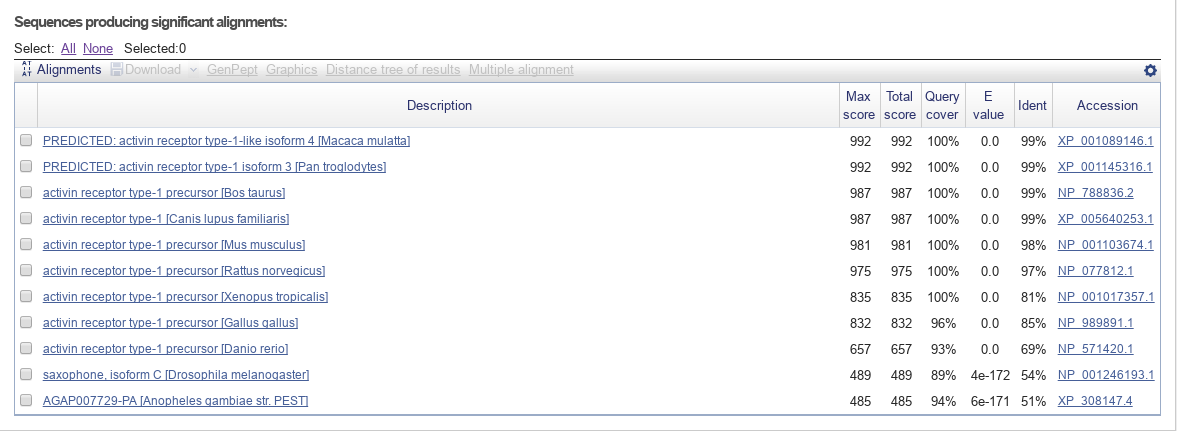 Sequences producing significant alignments:
Select: All None Selected:0
Alignments Download GenPept Graphics Distance tree of results Multiple alignment
Description Max score Total score Query cover E value Ident Accession
PREDICTED: activin receptor type-1-like isoform 4 [Macaca mulatta] 992 992 100% 0.0 99% XP_001089146.1
PREDICTED: activin receptor type-1 isoform 3 [Pan troglodytes] 992 992 100% 0.0 99% XP_001145316.1
activin receptor type-1 precursor [Bos taurus] 987 987 100% 0.0 99% NP_788836.2
activin receptor type-1 [Canis lupus familiaris] 987 987 100% 0.0 99% XP_005640253.1
activin receptor type-1 precursor [Mus musculus] 981 981 100% 0.0 98% NP_001103674.1
activin receptor type-1 precursor [Rattus norvegicus] 975 975 100% 0.0 97% NP_077812.1
activin receptor type-1 precursor [Xenopus tropicalis] 835 835 100% 0.0 81% NP_001017357.1
activin receptor type-1 precursor [Gallus gallus] 832 832 96% 0.0 85% NP_989891.1
activin receptor type-1 precursor [Danio rerio] 657 657 93% 0.0 69% NP_571420.1
saxophone, isoform C [Drosophila melanogaster] 489 489 89% 4e-172 54% NP_001246193.1
AGAP007729-PA [Anopheles gambiae str. PEST] 485 485 94% 6e-171 51% XP_308147.4